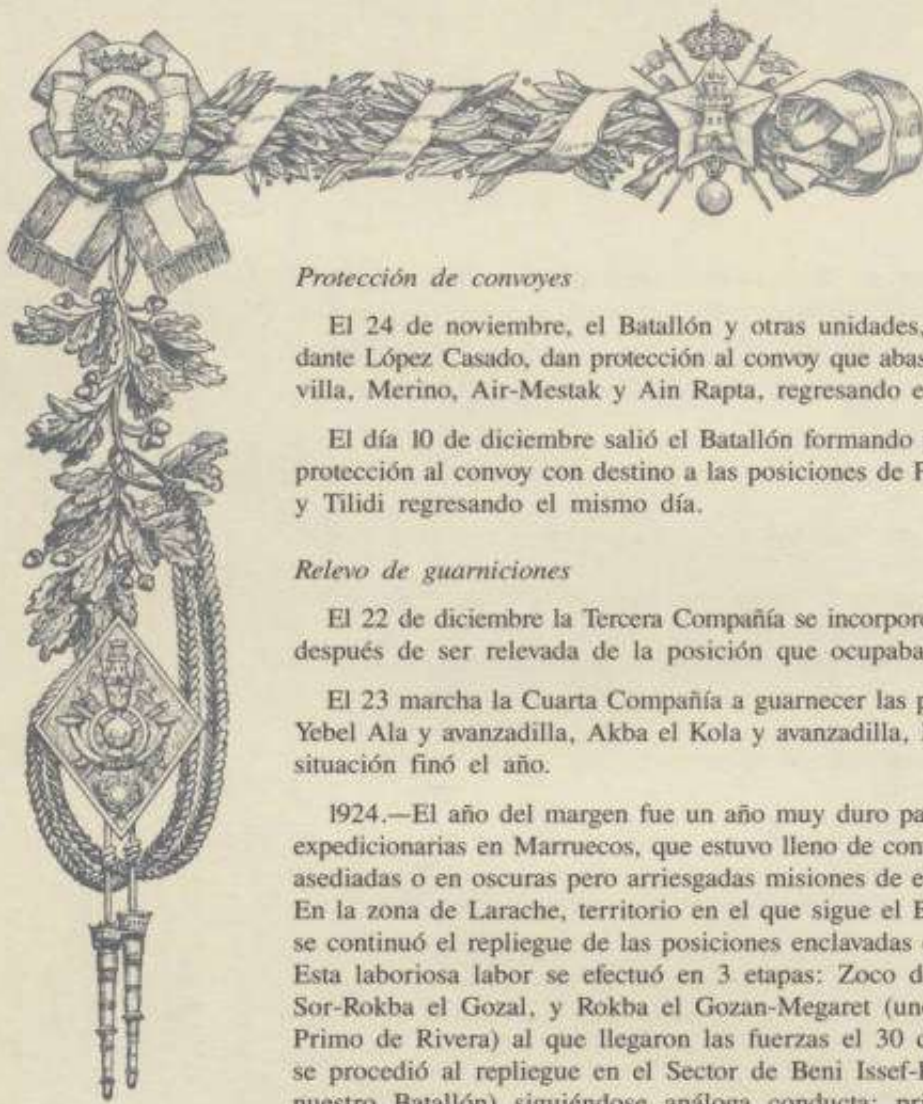 Protección de convoyes
El 24 de noviembre, el Batallón y otras unidades,
dante López Casado, dan protección al convoy que abas
villa, Merino, Air-Mestak y Ain Rapta, regresando e
El día 10 de diciembre salió el Batallón formando
protección al convoy con destino a las posiciones de
y Tilidi regresando el mismo día.
Relevo de guarniciones
El 22 de diciembre la Tercera Compañía se incorpor
después de ser relevada de la posición que ocupaba
El 23 marcha la Cuarta Compañía a guarnecer las p
Yebel Ala y avanzadilla, Akba el Kola y avanzadilla,
situación finó el año.
1924.—El año del margen fue un año muy duro pa
expedicionarias en Marruecos, que estuvo lleno de con
asediadas o en oscuras pero arriesgadas misiones de e
En la zona de Larache, territorio en el que sigue el
se continuó el repliegue de las posiciones enclavadas
Esta laboriosa labor se efectuó en 3 etapas: Zoco d
Sor-Rokba el Gozal, y Rokba el Gozan-Megaret (un
Primo de Rivera) al que llegaron las fuerzas el 30 d
se procedió al repliegue en el Sector de Beni Issef-
nuestro Batallón) siguiéndose análoga conducta: